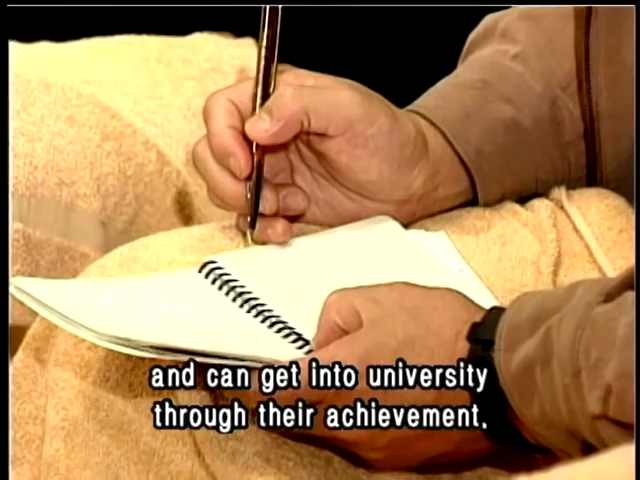 and can get into university
through their achievement.